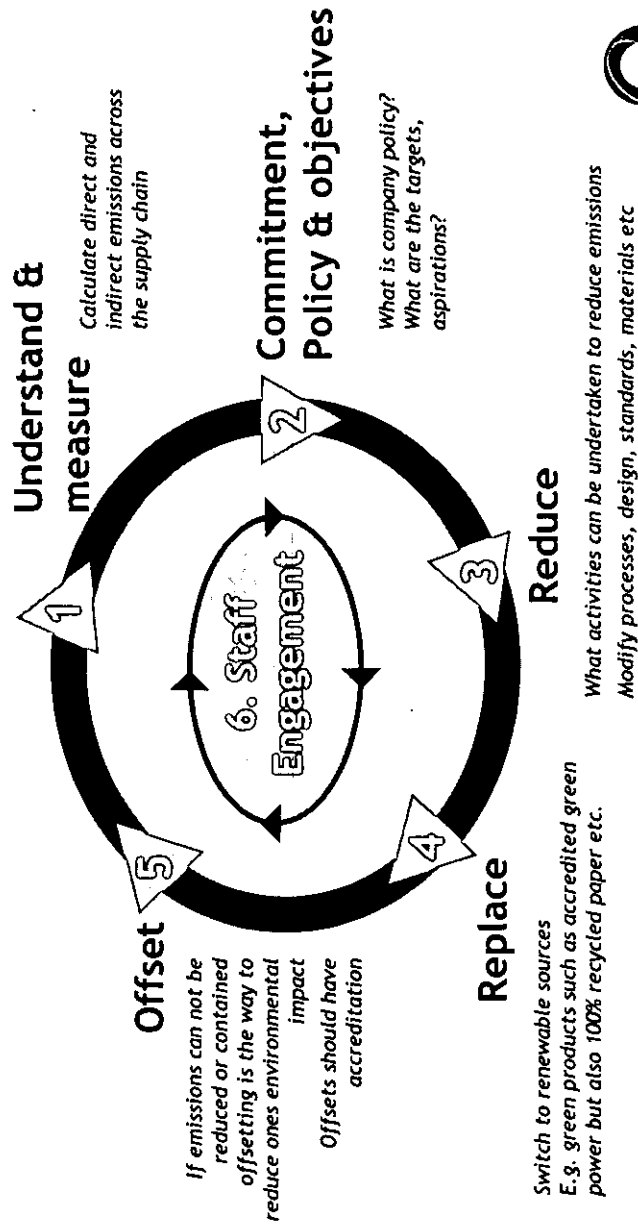 Understand &
measure
Calculate direct and
indirect emissions across
the supply chain
1
Commitment,
Policy & objectives
What is company policy?
What are the targets,
aspirations?
2
Reduce
What activities can be undertaken to reduce emissions
Modify processes, design, standards, materials etc
3
Replace
Switch to renewable sources
E.g. green products such as accredited green
power but also 100% recycled paper etc.
4
Offset
If emissions can not be
reduced or contained
offsetting is the way to
reduce ones environmental
impact
Offsets should have
accreditation
5
6. Staff
Engagement